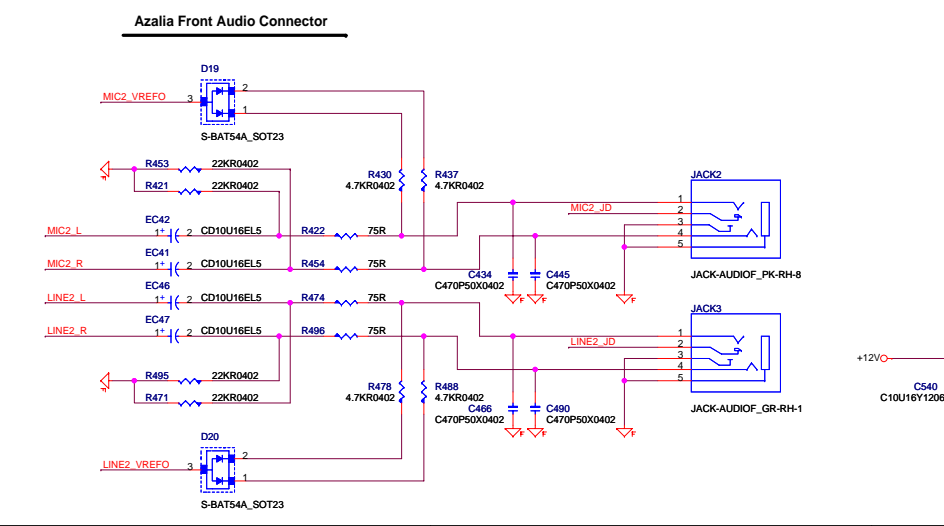 Azalia Front Audio Connector
D19
MIC2_VREFO
3
2
1
S-BAT54A_SOT23
R453
22KR0402
R421
22KR0402
R430
4.7KR0402
R437
4.7KR0402
EC42
MIC2_L
1
+
2
CD10U16EL5
R422
75R
EC41
MIC2_R
1
+
2
CD10U16EL5
R454
75R
EC46
LINE2_L
1
+
2
CD10U16EL5
R474
75R
EC47
LINE2_R
1
+
2
CD10U16EL5
R496
75R
C434
C470P50X0402
C445
C470P50X0402
JACK2
MIC2_JD
1
2
3
4
5
JACK-AUDIOF_PK-RH-8
JACK3
LINE2_JD
1
2
3
4
5
JACK-AUDIOF_GR-RH-1
R495
22KR0402
R471
22KR0402
R478
4.7KR0402
R488
4.7KR0402
C466
C470P50X0402
C490
C470P50X0402
D20
LINE2_VREFO
3
2
1
S-BAT54A_SOT23
+12VO
C540
C10U16Y1206